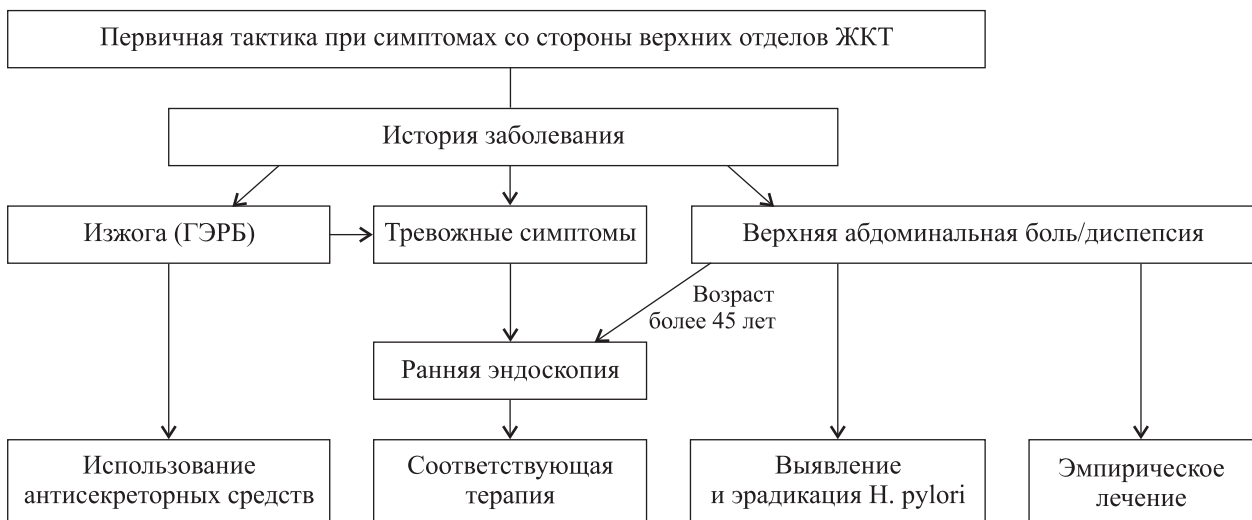 Первичная тактика при симптомах со стороны верхних отделов ЖКТ
История заболевания
Изжога (ГЭРБ)
Тревожные симптомы
Верхняя абдоминальная боль/диспепсия
Возраст
более 45 лет
Ранняя эндоскопия
Использование
антисекреторных средств
Соответствующая
терапия
Выявление
и эрадикация H. pylori
Эмпирическое
лечение